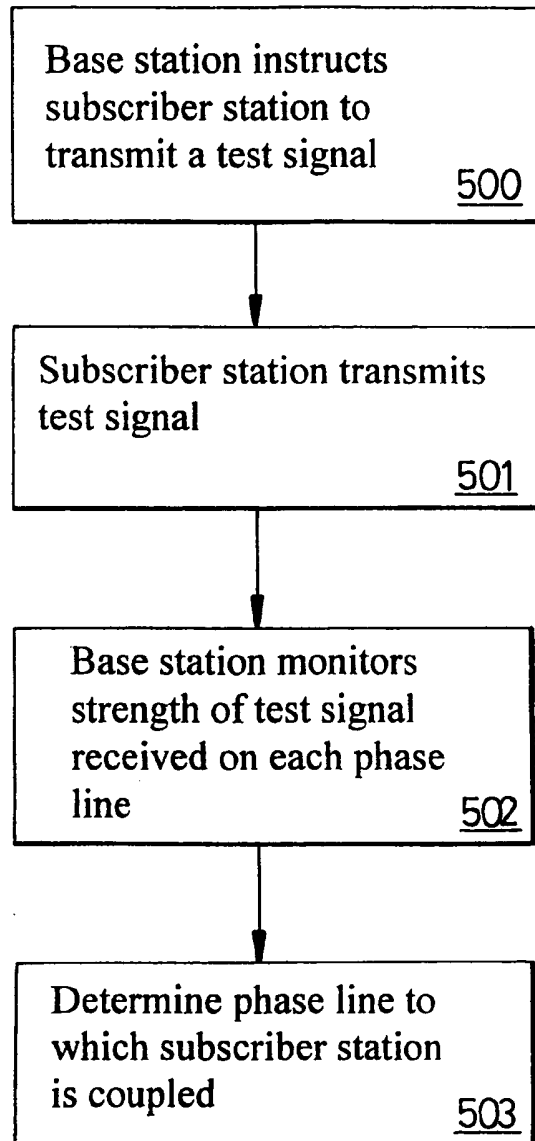 Base station instructs
subscriber station to
transmit a test signal
500
Subscriber station transmits
test signal
501
Base station monitors
strength of test signal
received on each phase
line
502
Determine phase line to
which subscriber station
is coupled
503